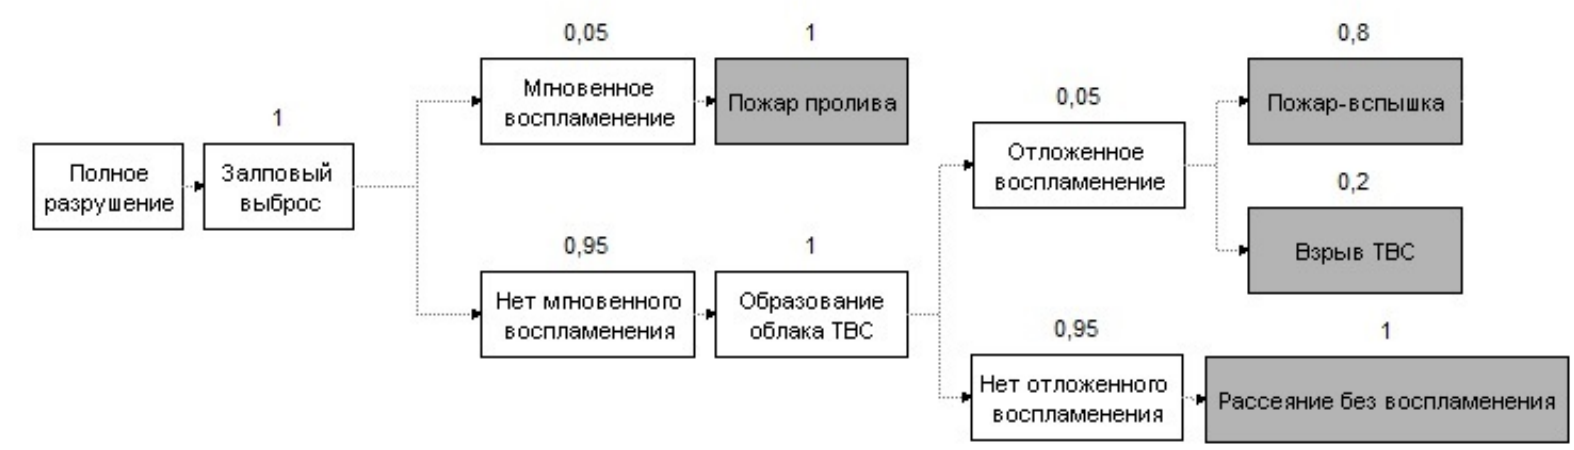 0,05
1
0,8
Мгновенное
воспламенение
Пожар пролива
0,05
Пожар-вспышка
1
Полное
разрушение
Залповый
выброс
Отложенное
воспламенение
0,2
0,95
1
Взрыв ТВС
Нет мгновенного
воспламенения
Образование
облака ТВС
0,95
1
Нет отложенного
воспламенения
Рассеяние без воспламенения